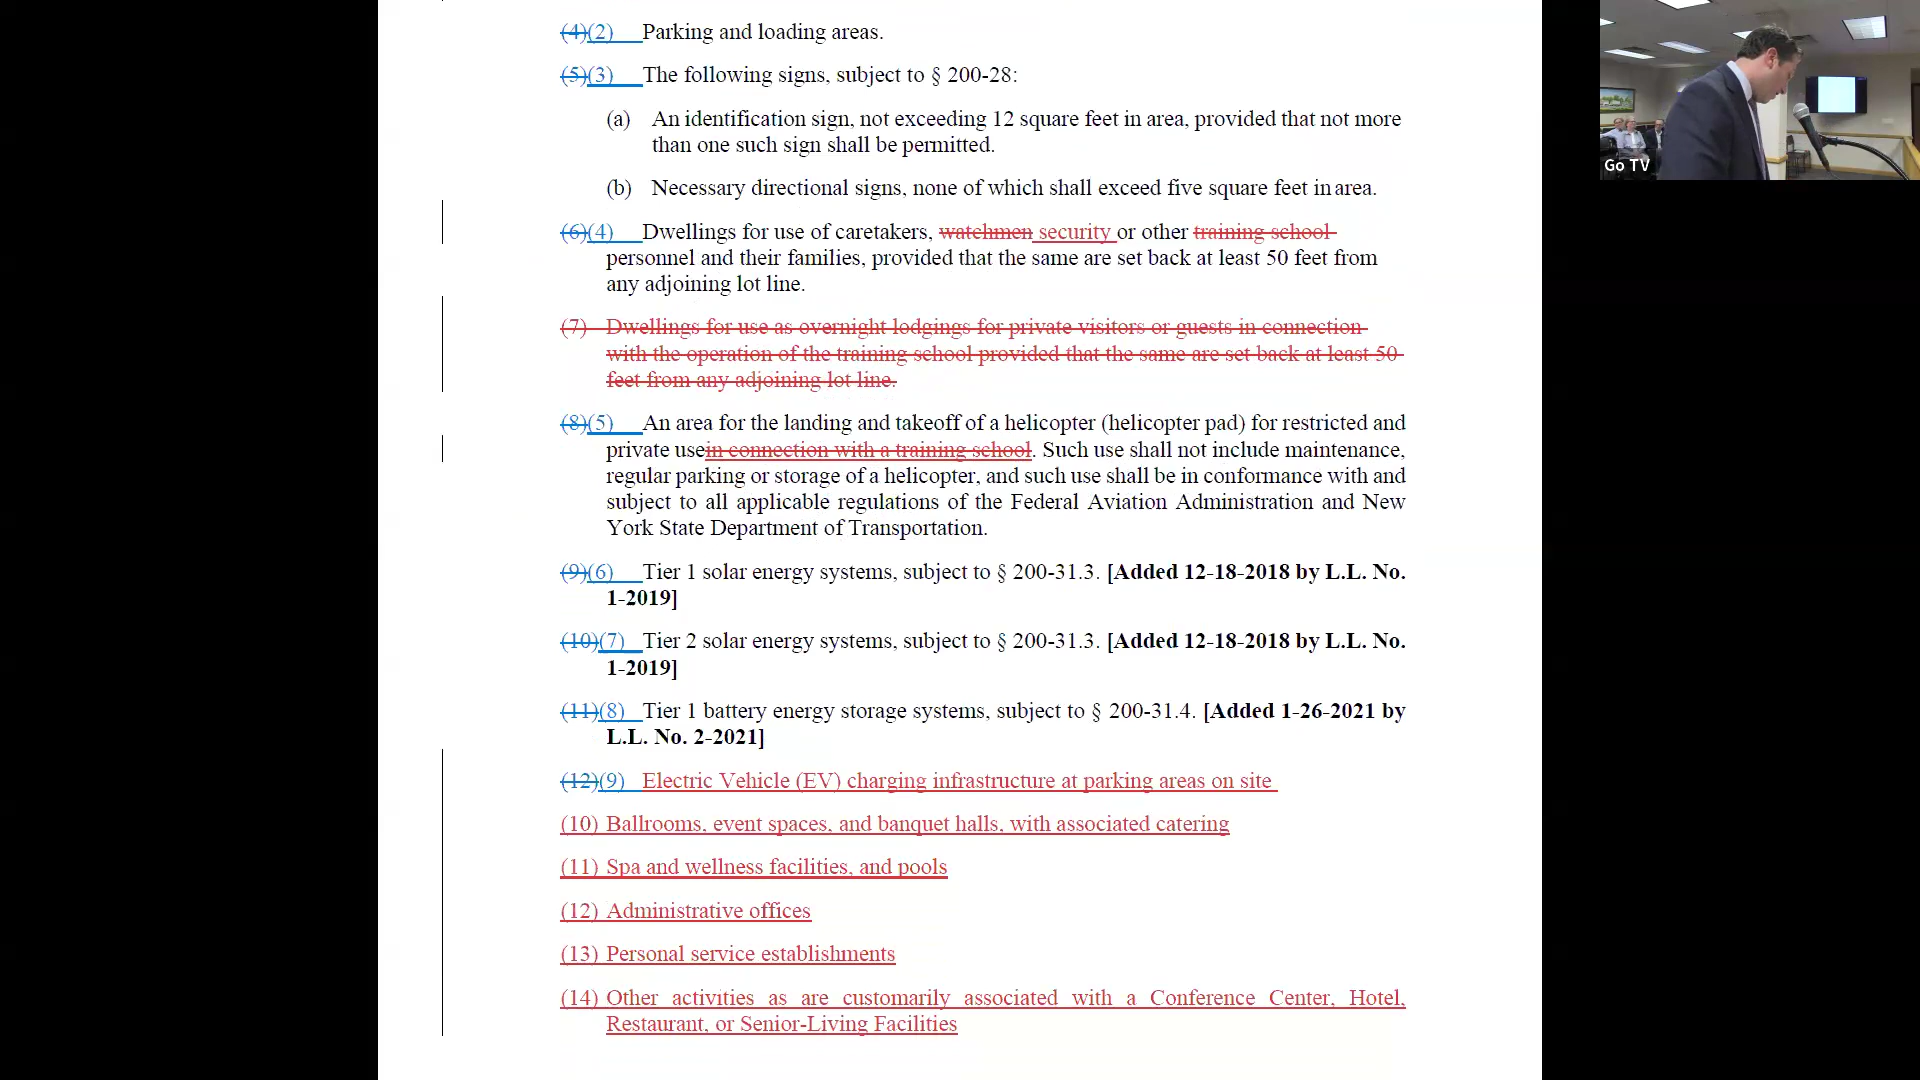 (4)(2) Parking and loading areas.
(5)(3) The following signs, subject to § 200-28:
(a) An identification sign, not exceeding 12 square feet in area, provided that not more
than one such sign shall be permitted.
(b) Necessary directional signs, none of which shall exceed five square feet in area.
(6)(4) Dwellings for use of caretakers, watchmen security or other training school
personnel and their families, provided that the same are set back at least 50 feet from
any adjoining lot line.
(7) Dwellings for use as overnight lodgings for private visitors or guests in connection
with the operation of the training school provided that the same are set back at least 50
feet from any adjoining lot line.
(8)(5) An area for the landing and takeoff of a helicopter (helicopter pad) for restricted and
private usein connection with a training school. Such use shall not include maintenance,
regular parking or storage of a helicopter, and such use shall be in conformance with and
subject to all applicable regulations of the Federal Aviation Administration and New
York State Department of Transportation.
(9)(6) Tier 1 solar energy systems, subject to § 200-31.3. [Added 12-18-2018 by L.L. No.
1-2019]
(10)(7) Tier 2 solar energy systems, subject to § 200-31.3. [Added 12-18-2018 by L.L. No.
1-2019]
(11)(8) Tier 1 battery energy storage systems, subject to § 200-31.4. [Added 1-26-2021 by
L.L. No. 2-2021]
(12)(9) Electric Vehicle (EV) charging infrastructure at parking areas on site
(10) Ballrooms, event spaces, and banquet halls, with associated catering
(11) Spa and wellness facilities, and pools
(12) Administrative offices
(13) Personal service establishments
(14) Other activities as are customarily associated with a Conference Center, Hotel,
Restaurant, or Senior-Living Facilities
Go TV